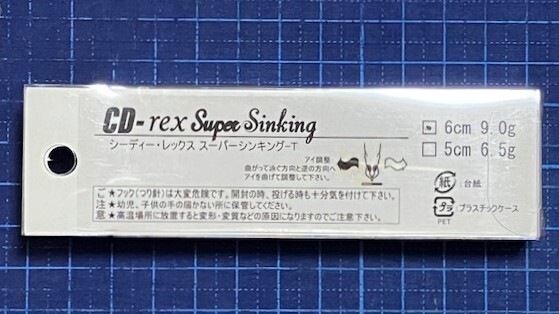 CD-rex Super Sinking
シーディー・レックス スーパーシンキング-T
6cm 9.0g
5cm 6.5g
アイ調整
曲がって泳ぐ方向と逆の方向へ
アイを曲げて調整して下さい。
ご注意
★フック(つり針)は大変危険です。開封の時、投げる時も十分気を付けて下さい。
★幼児、子供の手の届かない所に保管してください。
★高温場所に放置すると変形・変質などの原因になりますのでご注意下さい。
紙 台紙
プラ プラスチックケース
PET